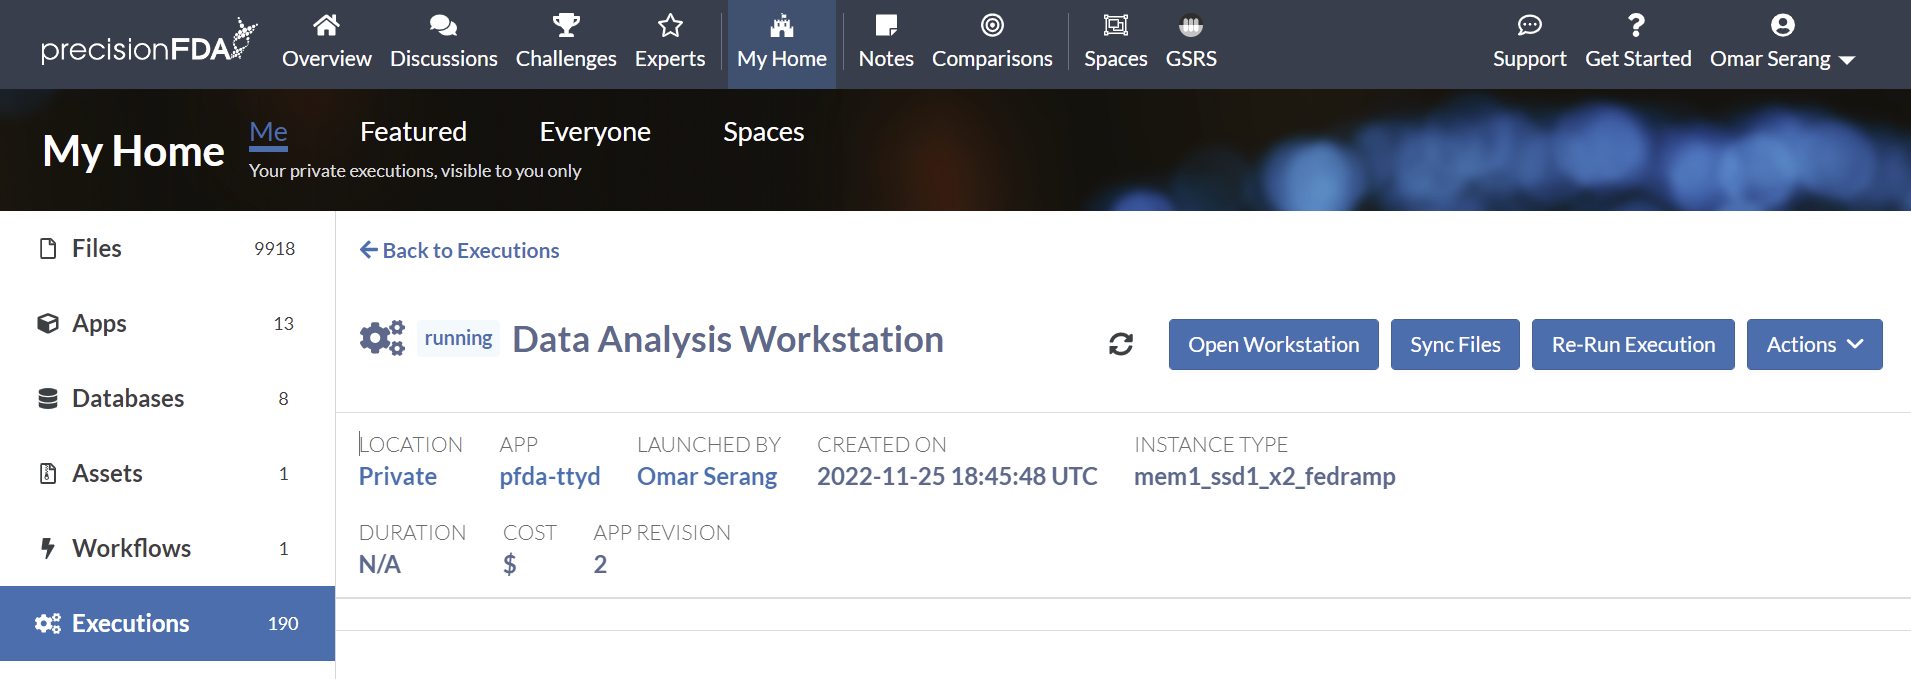 precisionFDA
Overview Discussions Challenges Experts My Home Notes Comparisons Spaces GSRS Support Get Started Omar Serang
My Home
Me Featured Everyone Spaces
Your private executions, visible to you only
Files 9918
Apps 13
Databases 8
Assets 1
Workflows 1
Executions 190
Back to Executions
running Data Analysis Workstation
Open Workstation Sync Files Re-Run Execution Actions
LOCATION APP LAUNCHED BY CREATED ON INSTANCE TYPE
Private pfda-ttyd Omar Serang 2022-11-25 18:45:48 UTC mem1_ssd1_x2_fedramp
DURATION COST APP REVISION
N/A $ 2